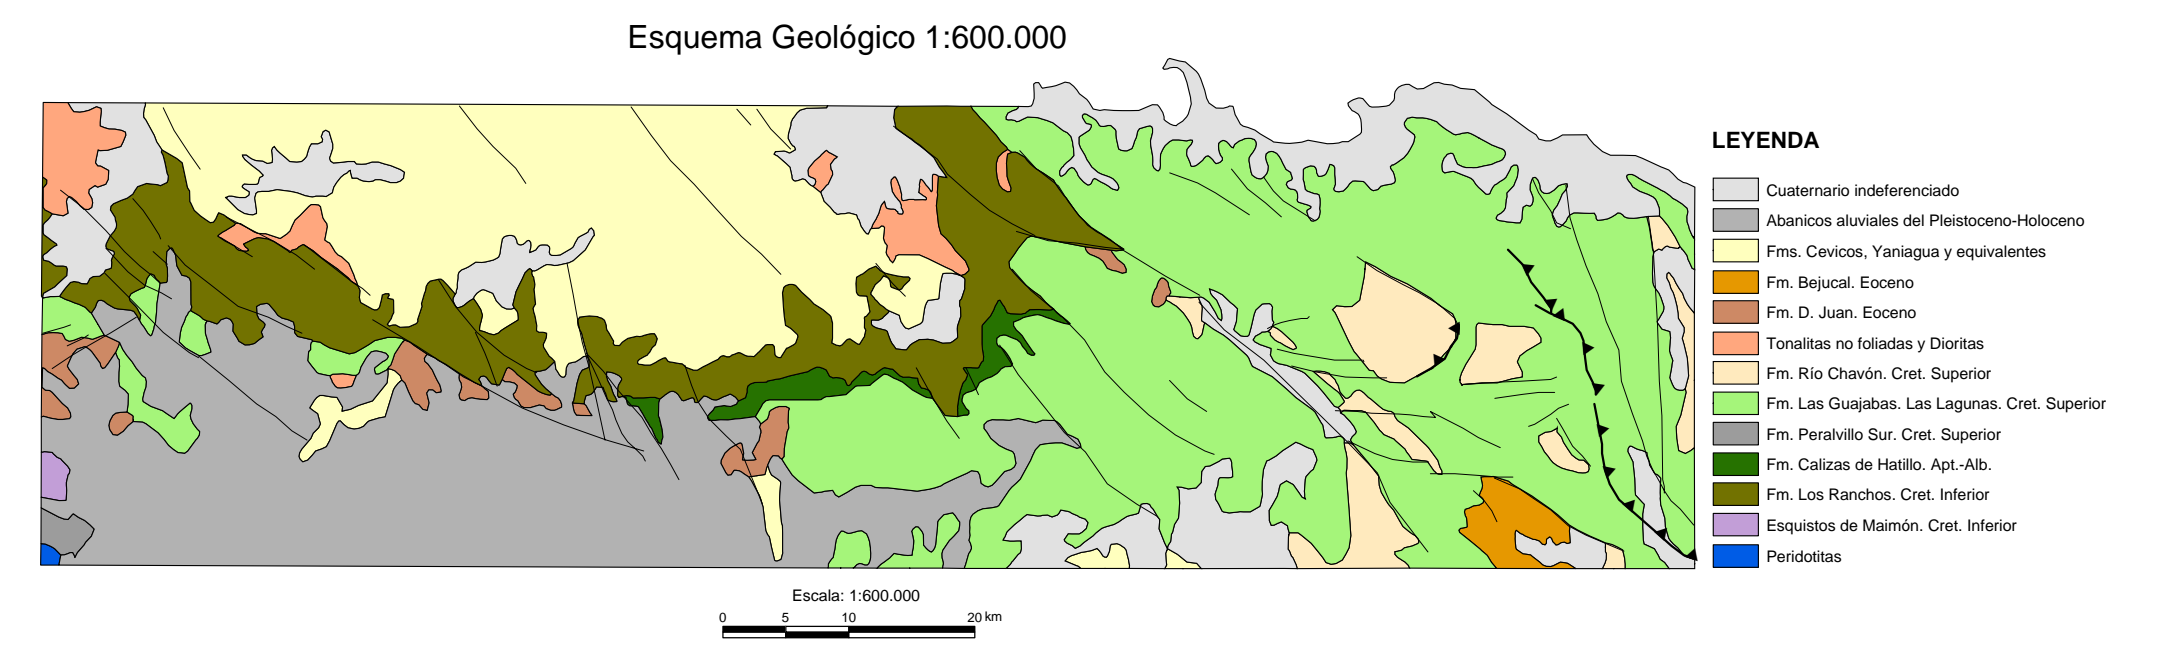 Esquema Geológico 1:600.000
LEYENDA
Cuaternario indeferenciado
Abanicos aluviales del Pleistoceno-Holoceno
Fms. Cevicos, Yaniagua y equivalentes
Fm. Bejucal. Eoceno
Fm. D. Juan. Eoceno
Tonalitas no foliadas y Dioritas
Fm. Río Chavón. Cret. Superior
Fm. Las Guajabas. Las Lagunas. Cret. Superior
Fm. Peralvillo Sur. Cret. Superior
Fm. Calizas de Hatillo. Apt.-Alb.
Fm. Los Ranchos. Cret. Inferior
Esquistos de Maimón. Cret. Inferior
Peridotitas
Escala: 1:600.000
0 5 10 20 km